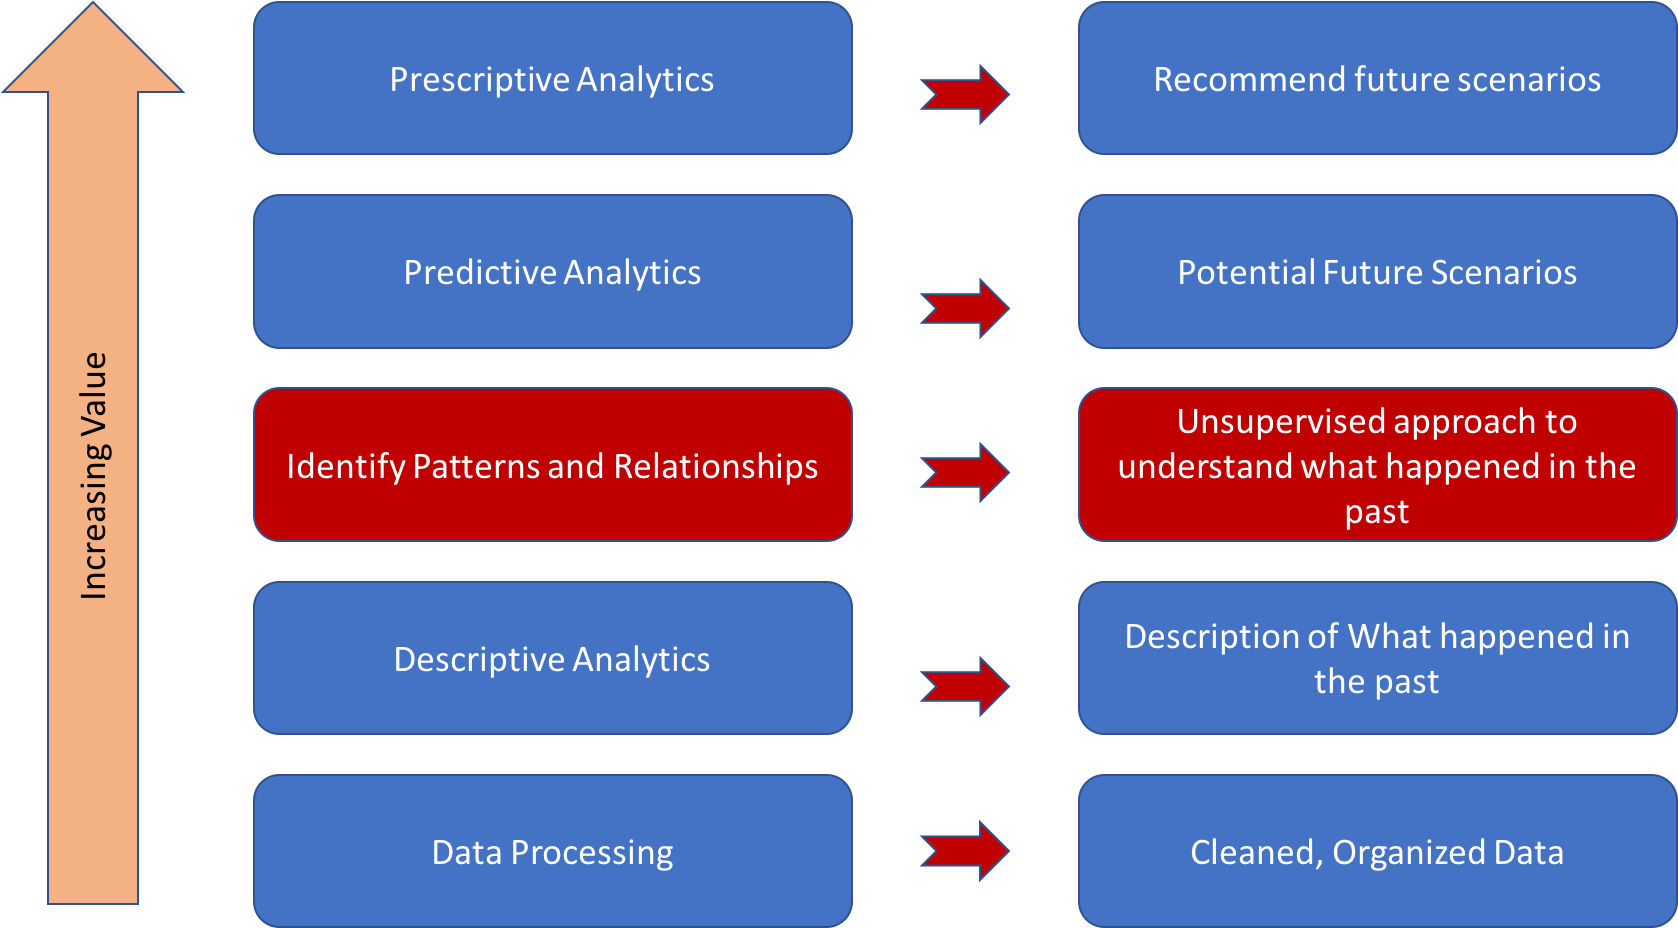 Prescriptive Analytics
Recommend future scenarios
Predictive Analytics
Potential Future Scenarios
Increasing Value
Identify Patterns and Relationships
Unsupervised approach to
understand what happened in the
past
Descriptive Analytics
Description of What happened in
the past
Data Processing
Cleaned, Organized Data